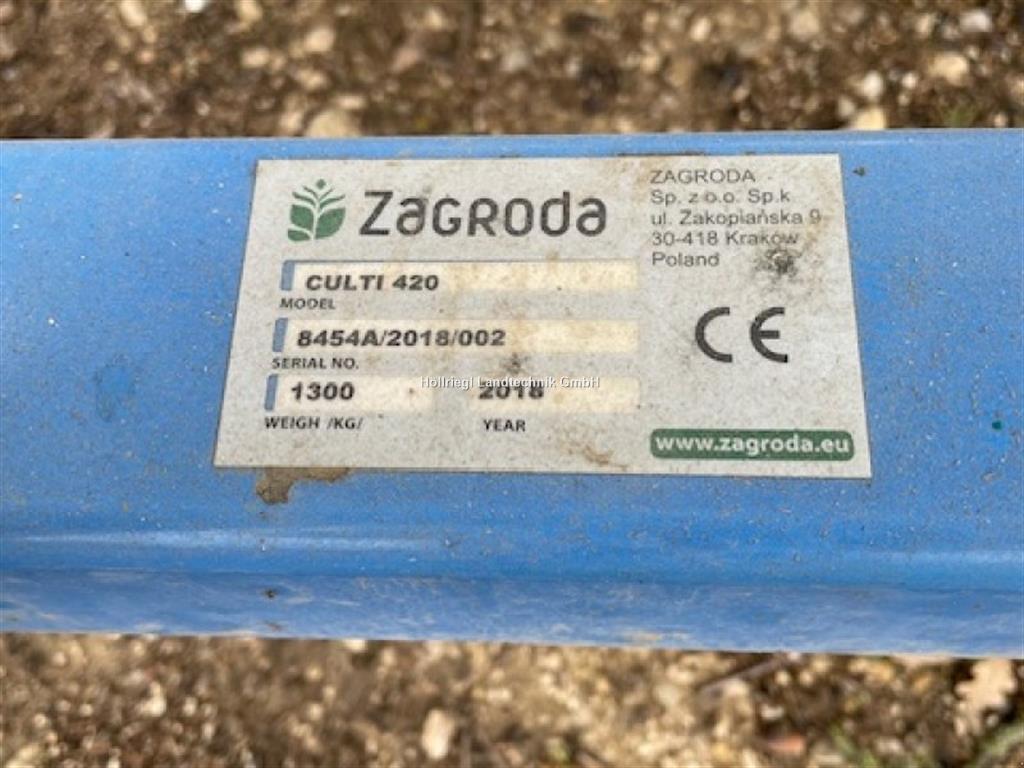 ZAGRODA
ZAGRODA
Sp. z o.o. Sp.k
ul. Zakopiańska 9
30-418 Kraków
Poland
CULTI 420
MODEL
8454A/2018/002
SERIAL NO.
1300
2018
WEIGH /KG/
YEAR
CE
www.zagroda.eu
Hollriegl Landtechnik GmbH